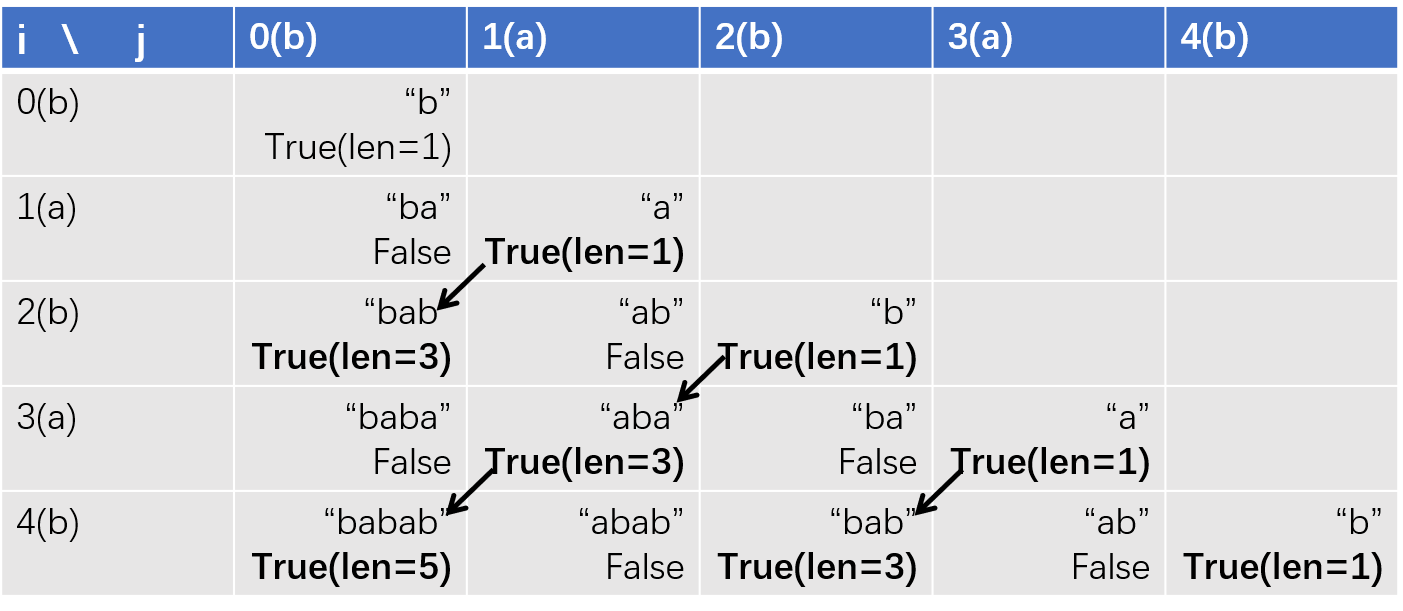 i \ j 0(b) 1(a) 2(b) 3(a) 4(b)
0(b) “b”
True(len=1)
1(a) “ba” “a”
False True(len=1)
2(b) “bab” “ab” “b”
True(len=3) False True(len=1)
3(a) “baba” “aba” “ba” “a”
False True(len=3) False True(len=1)
4(b) “babab” “abab” “bab” “ab” “b”
True(len=5) False True(len=3) False True(len=1)